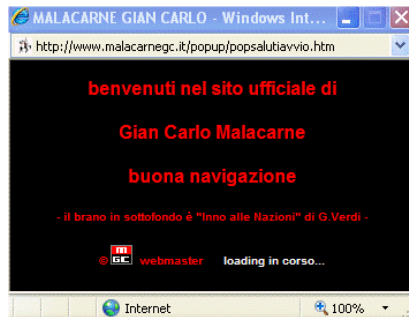 MALACARNE GIAN CARLO - Windows Int...
http://www.malacarnegc.it/popup/popsalutiavvio.htm
benvenuti nel sito ufficiale di
Gian Carlo Malacarne
buona navigazione
- il brano in sottofondo è "Inno alle Nazioni" di G.Verdi -
© m GC webmaster loading in corso...
Internet 100%